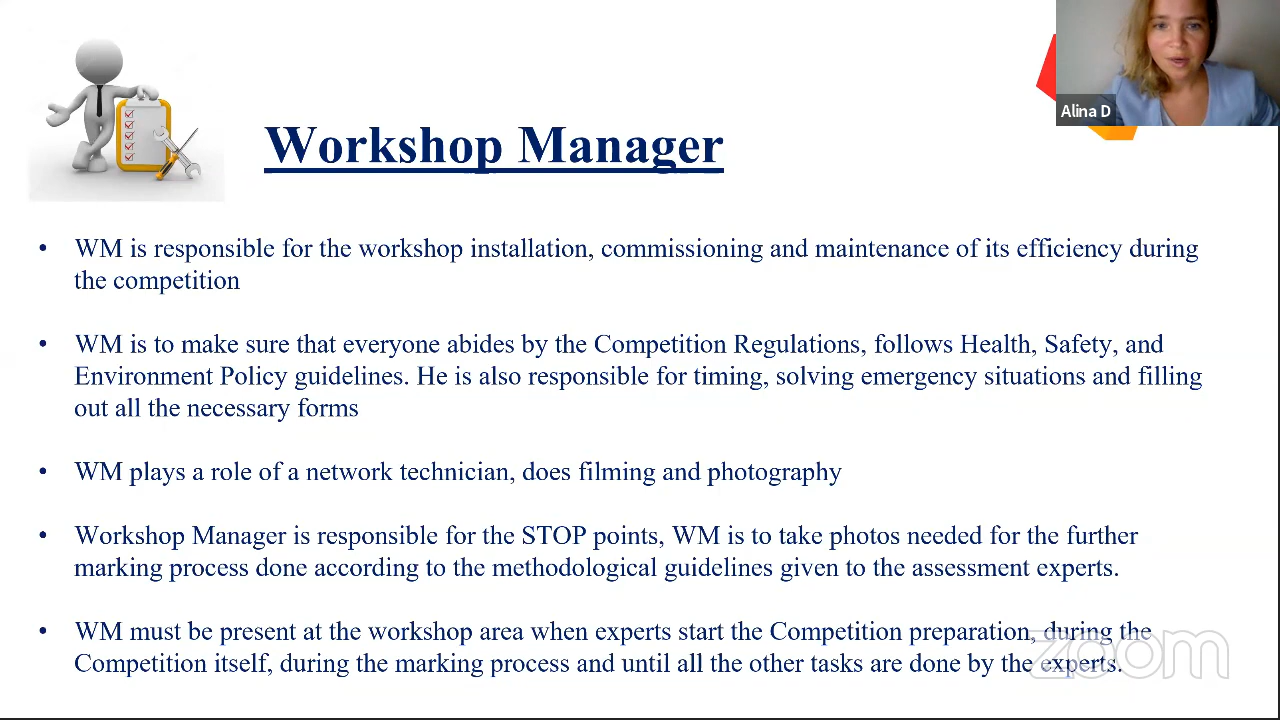 Alina D
Workshop Manager
• WM is responsible for the workshop installation, commissioning and maintenance of its efficiency during
the competition
• WM is to make sure that everyone abides by the Competition Regulations, follows Health, Safety, and
Environment Policy guidelines. He is also responsible for timing, solving emergency situations and filling
out all the necessary forms
• WM plays a role of a network technician, does filming and photography
• Workshop Manager is responsible for the STOP points, WM is to take photos needed for the further
marking process done according to the methodological guidelines given to the assessment experts.
• WM must be present at the workshop area when experts start the Competition preparation, during the
Competition itself, during the marking process and until all the other tasks are done by the experts.
zoom